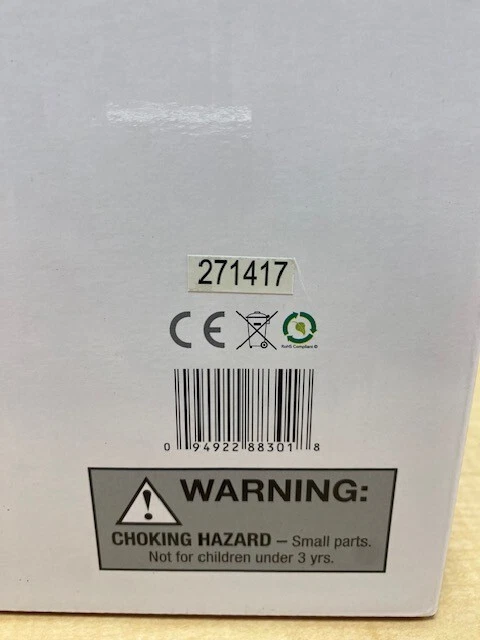 271417
CE
RoHS Compliant
0 94922 88301 8
WARNING:
CHOKING HAZARD – Small parts.
Not for children under 3 yrs.